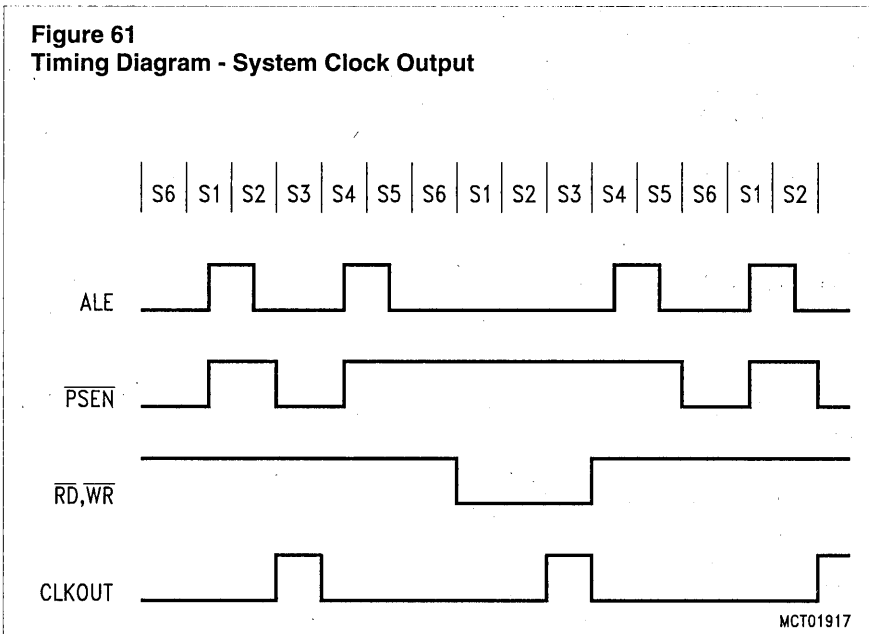 Figure 61
Timing Diagram - System Clock Output
S6 S1 S2 S3 S4 S5 S6 S1 S2 S3 S4 S5 S6 S1 S2
ALE
PSEN
RD,WR
CLKOUT
MCT01917